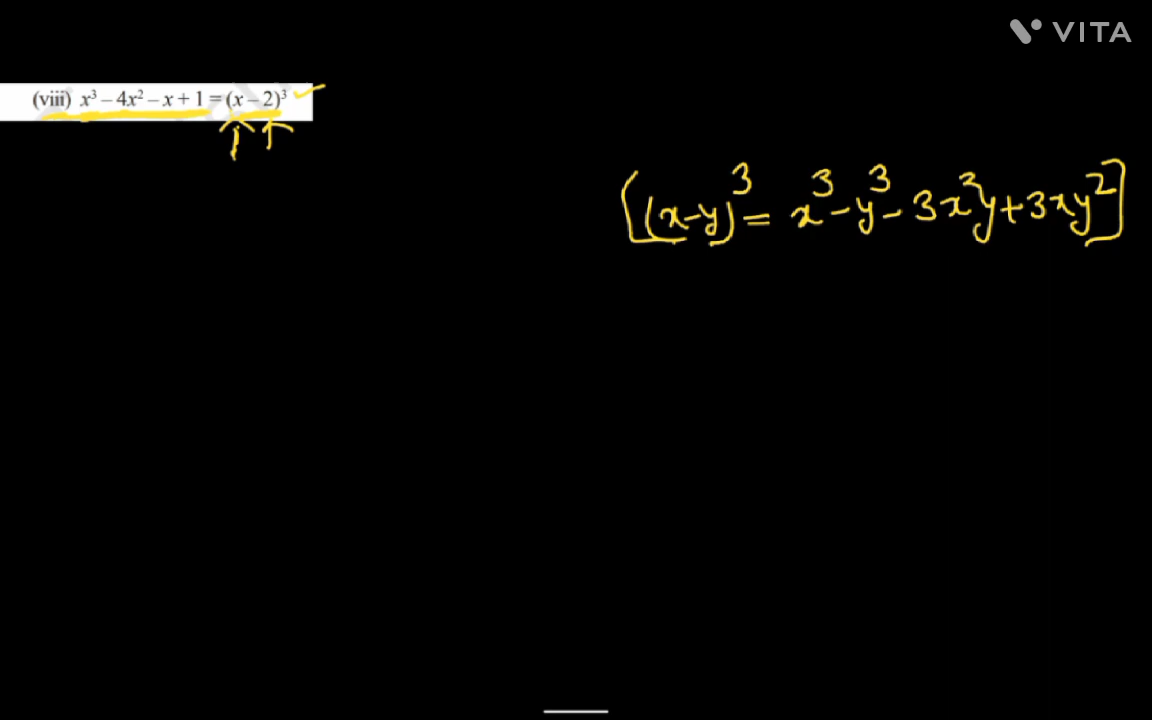 VITA
(viii) x³ – 4x² – x + 1 = (x – 2)³
[(x-y)³ = x³-y³-3x²y+3xy²]